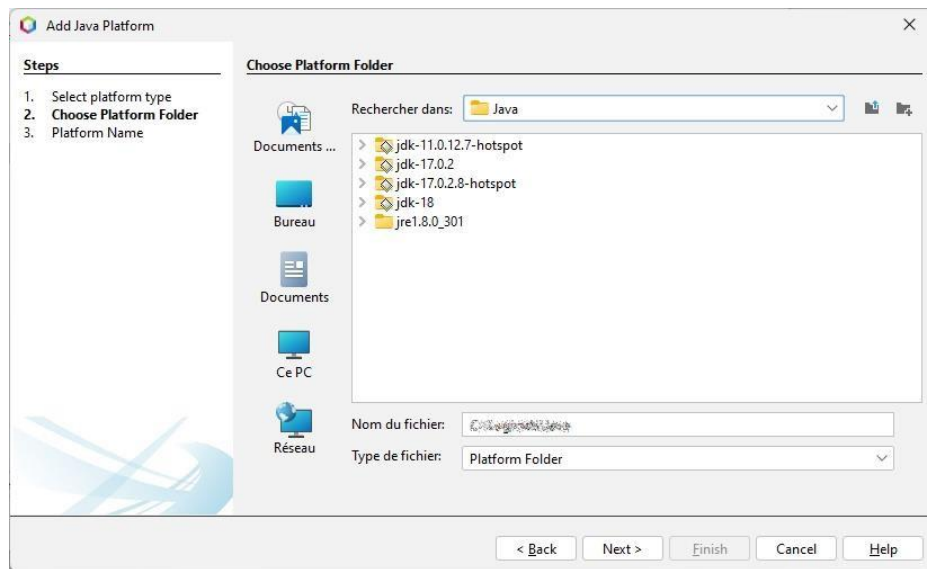 Add Java Platform
Steps
1. Select platform type
2. Choose Platform Folder
3. Platform Name
Choose Platform Folder
Rechercher dans: Java
Documents ...
Bureau
Documents
Ce PC
Réseau
jdk-11.0.12.7-hotspot
jdk-17.0.2
jdk-17.0.2.8-hotspot
jdk-18
jre1.8.0_301
Nom du fichier:
Type de fichier: Platform Folder
< Back Next > Finish Cancel Help